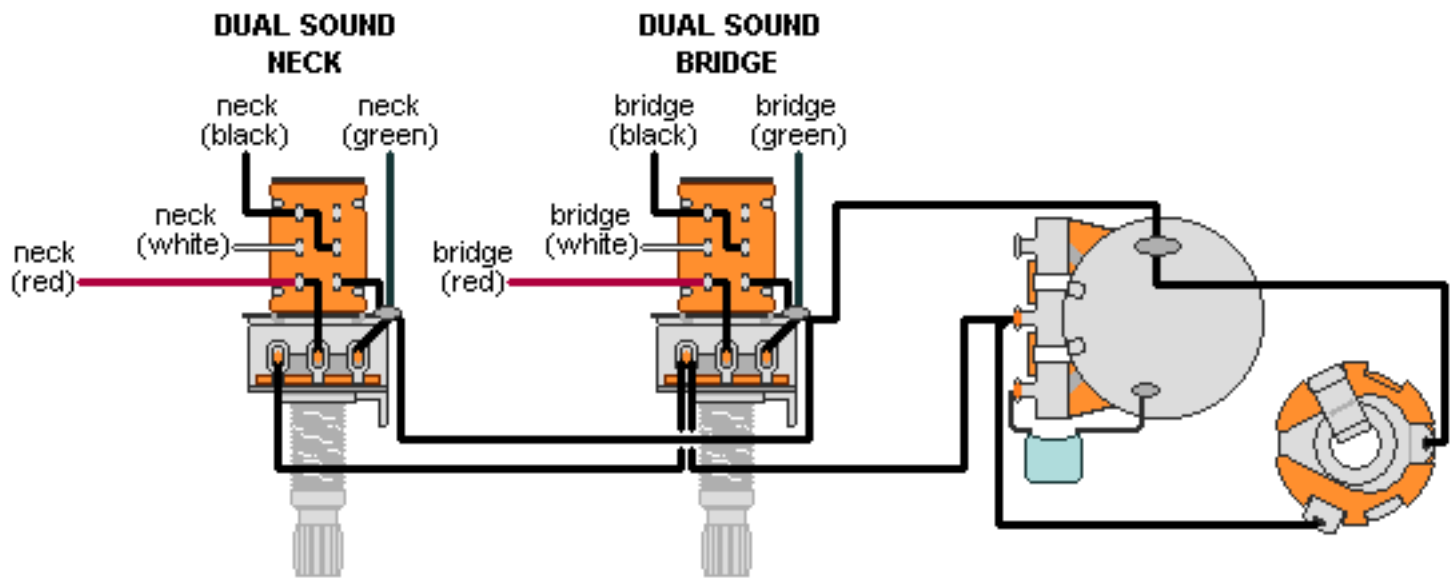 DUAL SOUND
NECK
DUAL SOUND
BRIDGE
neck
(black)
neck
(green)
bridge
(black)
bridge
(green)
neck
(white)
bridge
(white)
neck
(red)
bridge
(red)